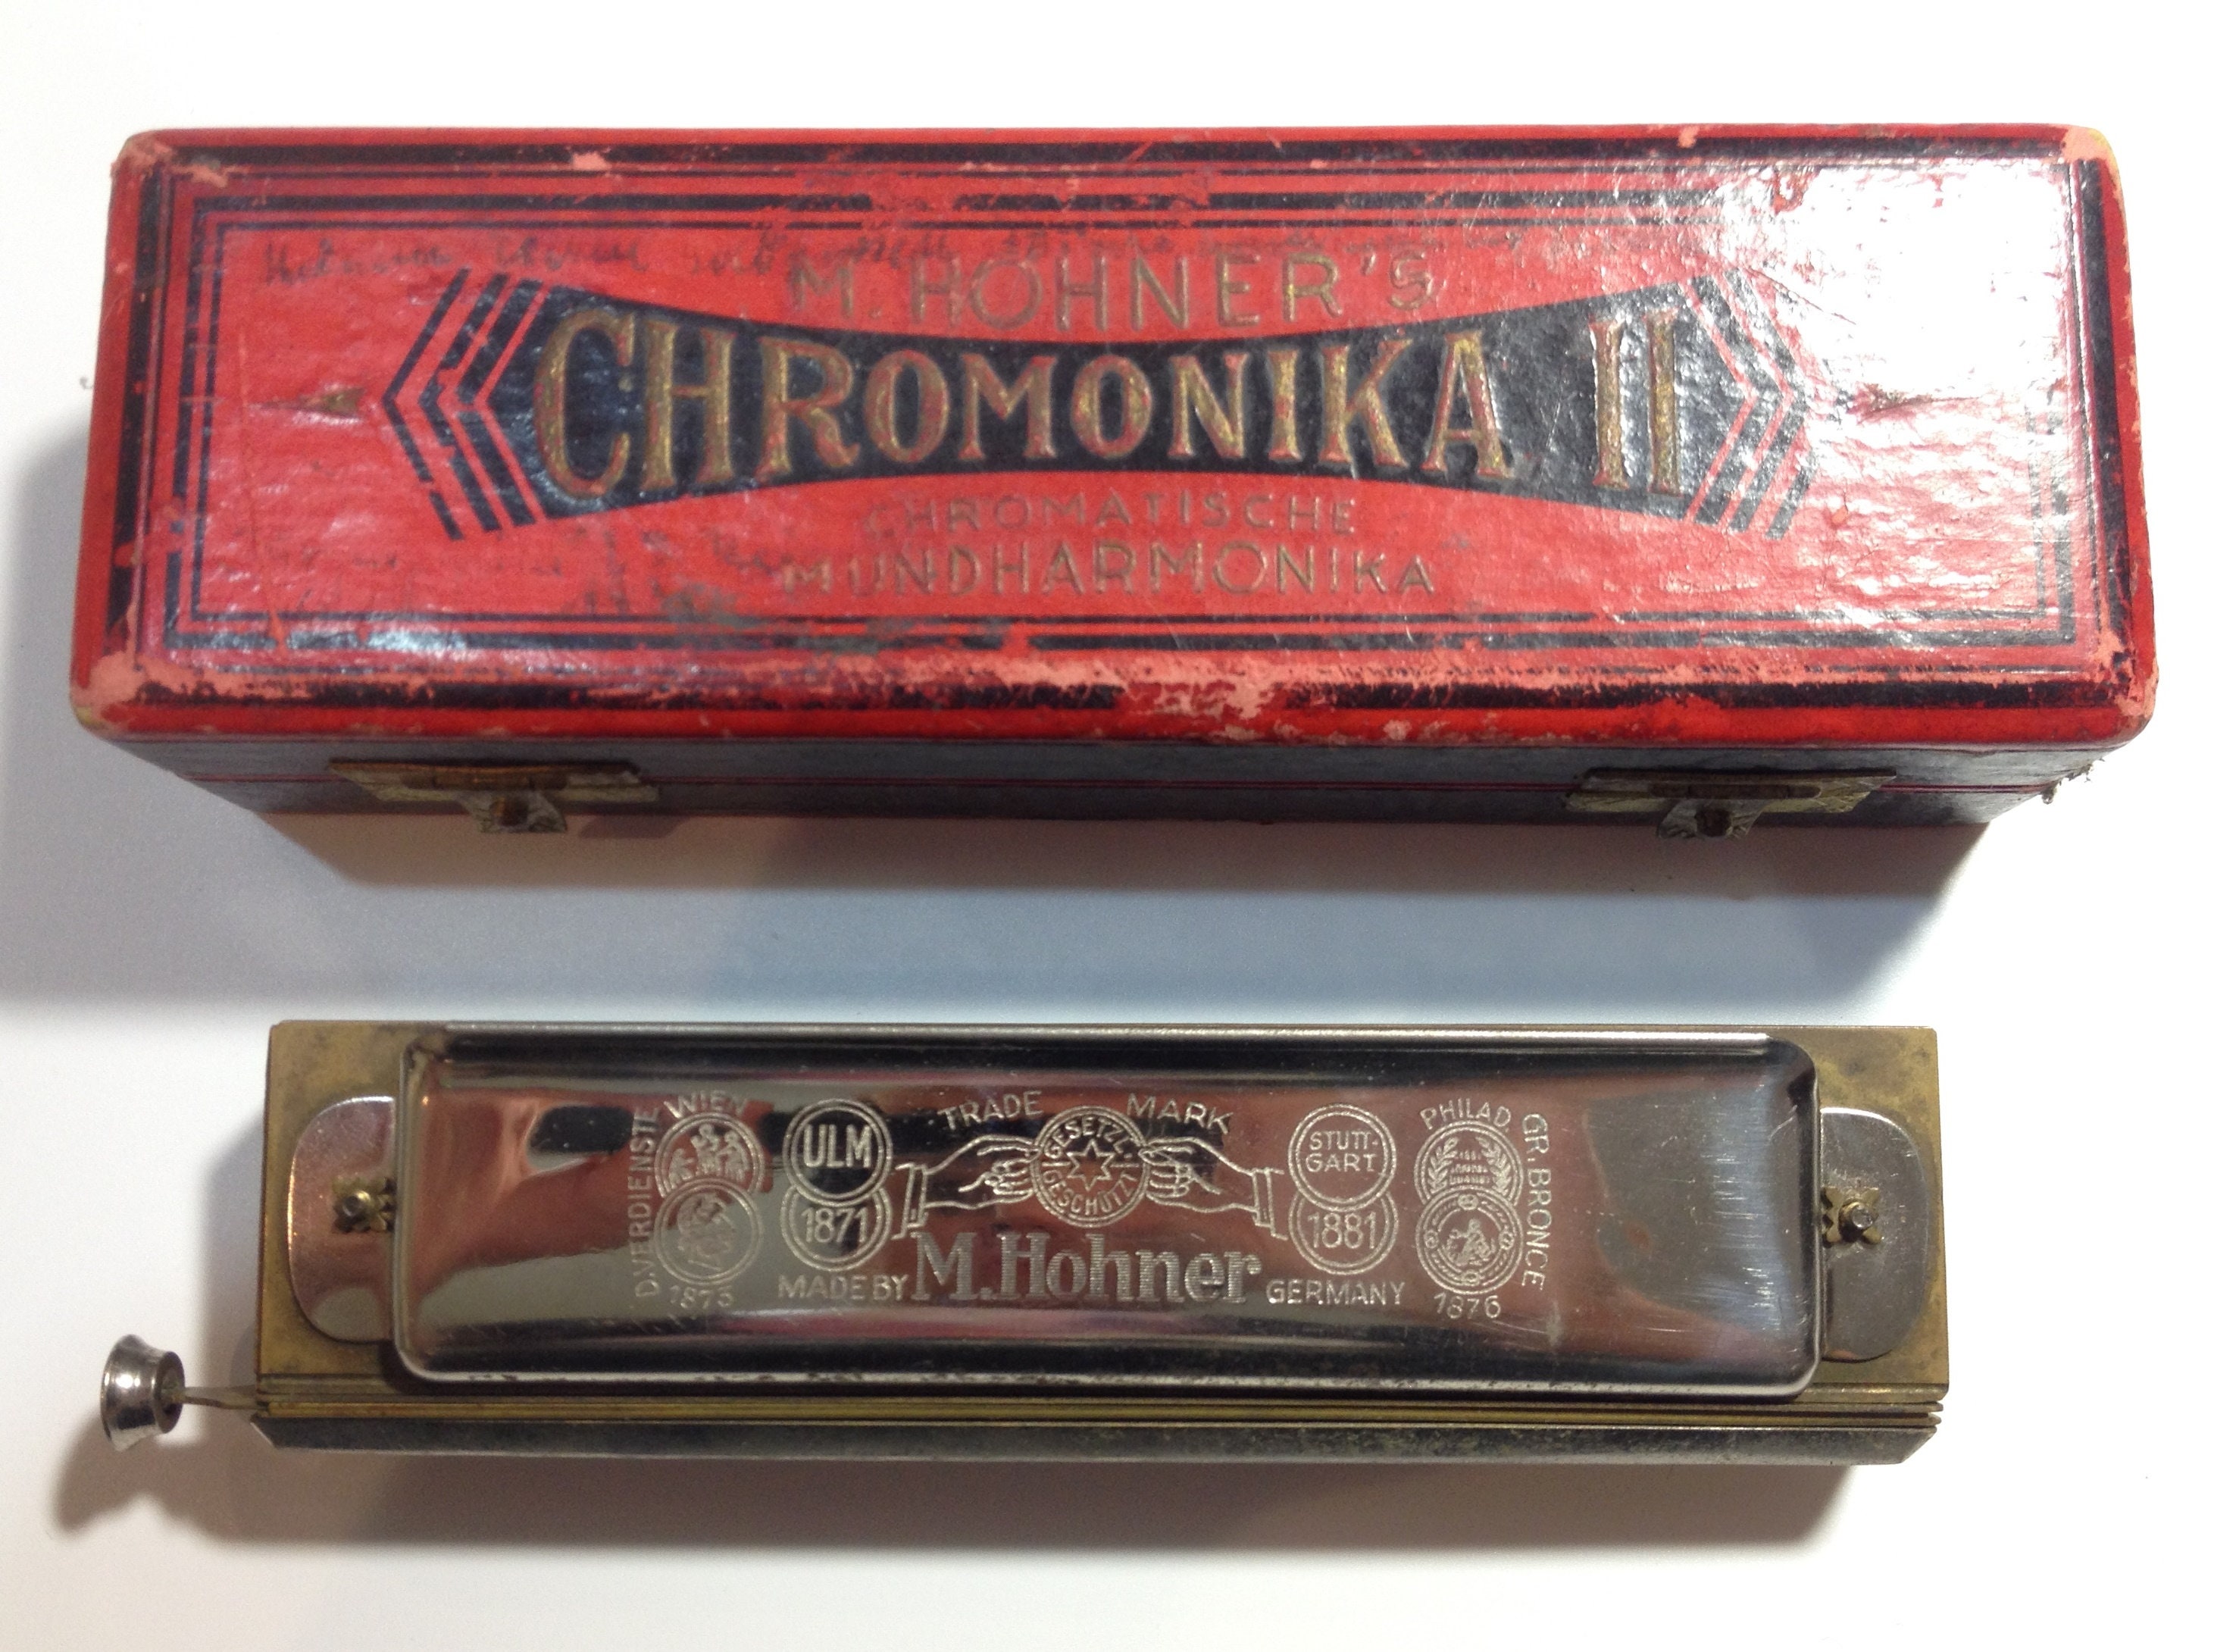 M. HOHNER'S
CHROMONIKA II
CHROMATISCHE
MUNDHARMONIKA
D.VERDIENSTE
WIEN
1873
ULM
1871
TRADE MARK
GESETZL.
GESCHÜTZT
STUTT-
GART
1881
PHILAD.
GR.BRONCE
1876
MADE BY M.Hohner GERMANY